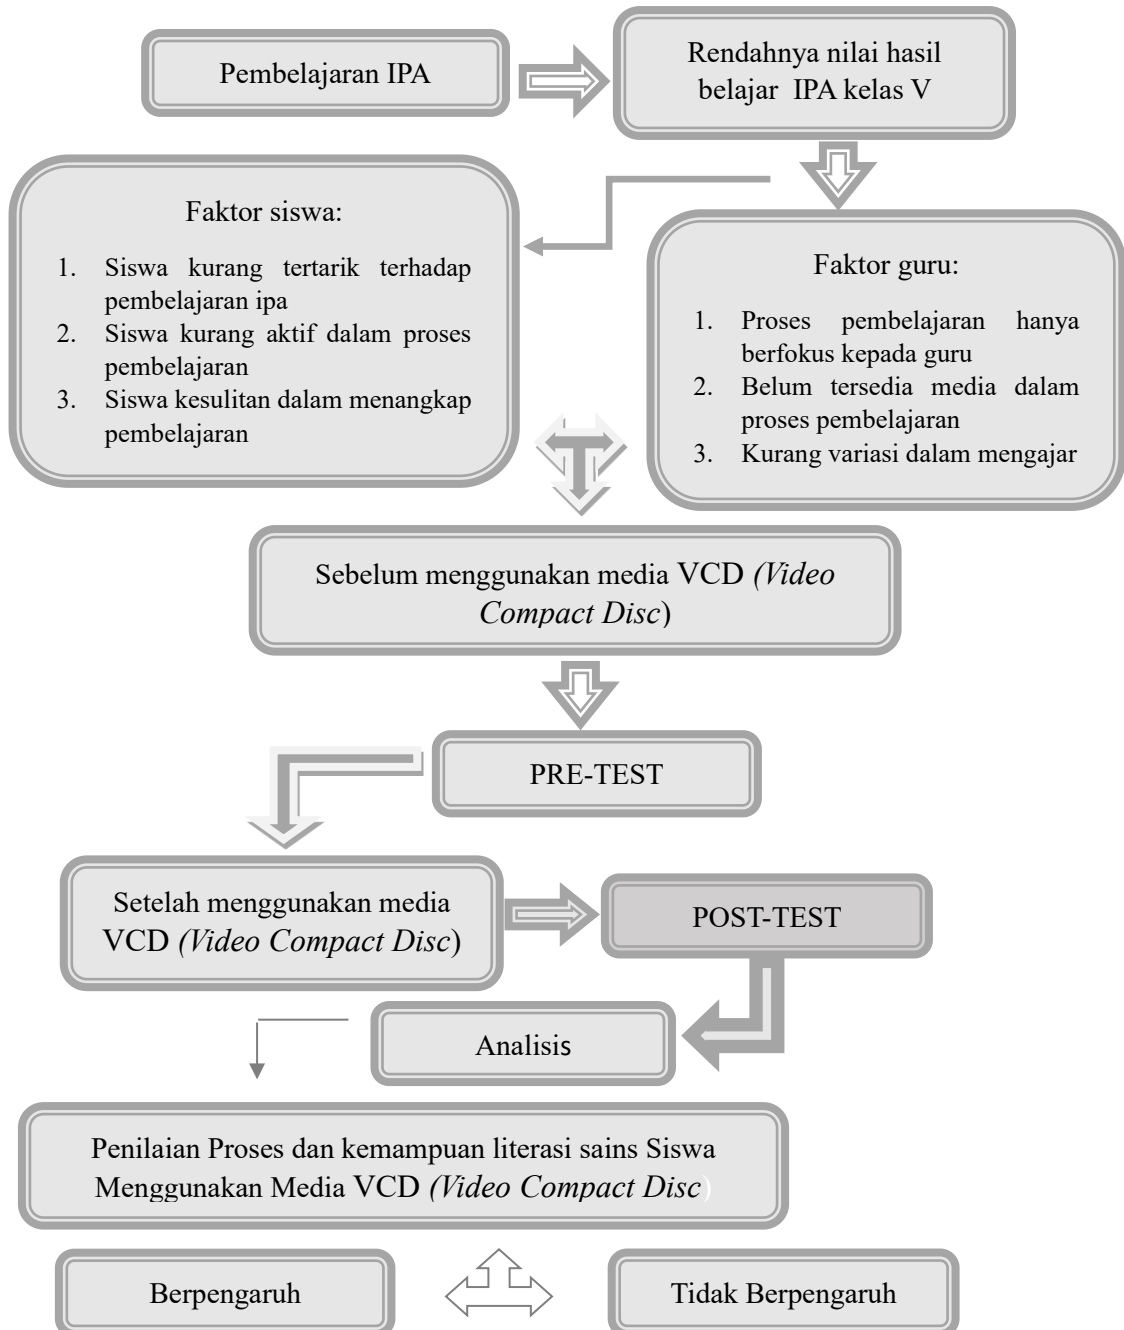 Pembelajaran IPA
Rendahnya nilai hasil
belajar IPA kelas V
Faktor siswa:
1. Siswa kurang tertarik terhadap
pembelajaran ipa
2. Siswa kurang aktif dalam proses
pembelajaran
3. Siswa kesulitan dalam menangkap
pembelajaran
Faktor guru:
1. Proses pembelajaran hanya
berfokus kepada guru
2. Belum tersedia media dalam
proses pembelajaran
3. Kurang variasi dalam mengajar
Sebelum menggunakan media VCD (Video
Compact Disc)
PRE-TEST
Setelah menggunakan media
VCD (Video Compact Disc)
POST-TEST
Analisis
Penilaian Proses dan kemampuan literasi sains Siswa
Menggunakan Media VCD (Video Compact Disc)
Berpengaruh
Tidak Berpengaruh